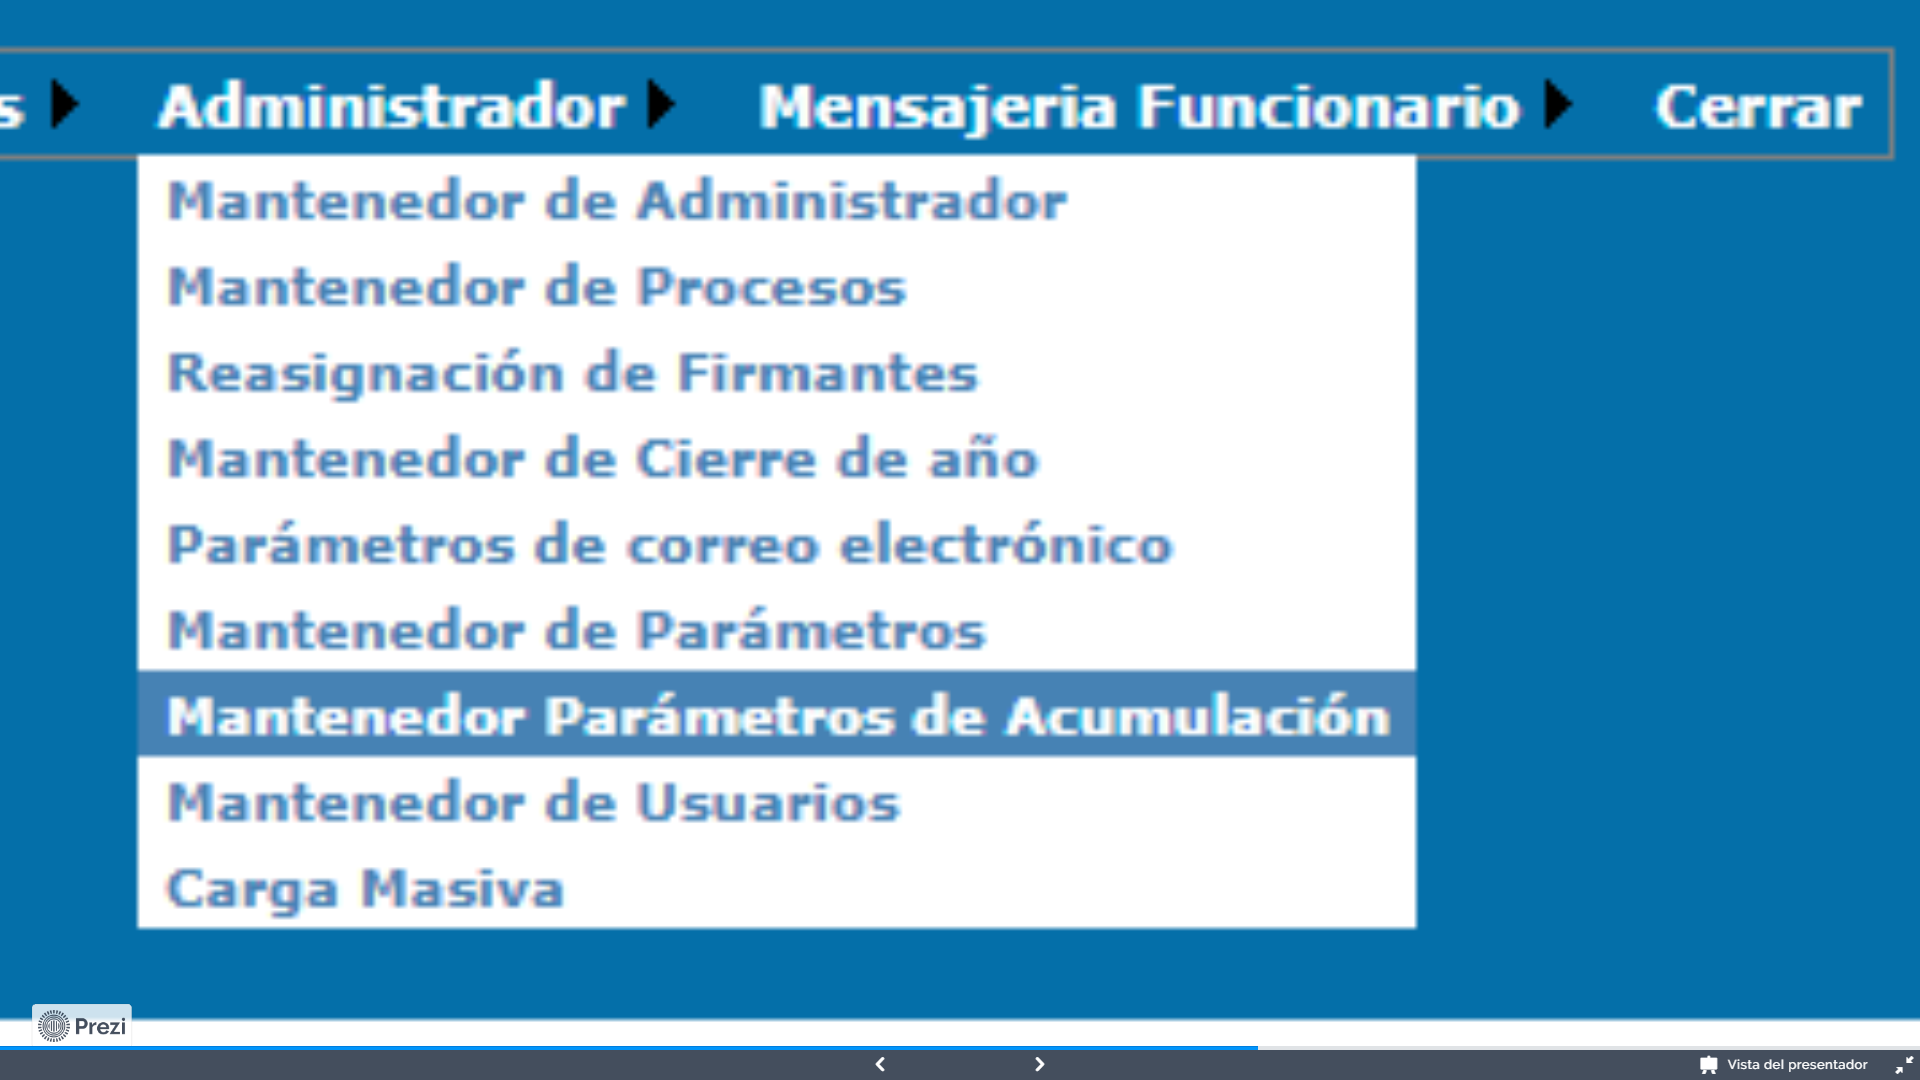 s Administrador Mensajeria Funcionario Cerrar
Mantenedor de Administrador
Mantenedor de Procesos
Reasignación de Firmantes
Mantenedor de Cierre de año
Parámetros de correo electrónico
Mantenedor de Parámetros
Mantenedor Parámetros de Acumulación
Mantenedor de Usuarios
Carga Masiva
Prezi
Vista del presentador